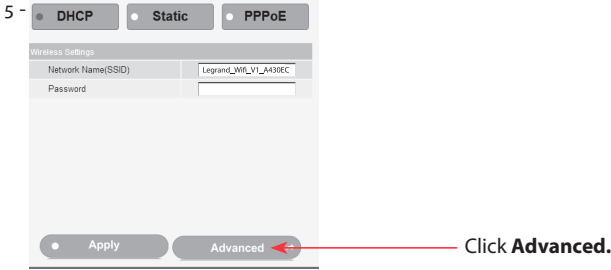 5 -
DHCP Static PPPoE
Wireless Settings
Network Name(SSID) Legrand_Wifi_V1_A430EC
Password
Apply Advanced
Click Advanced.